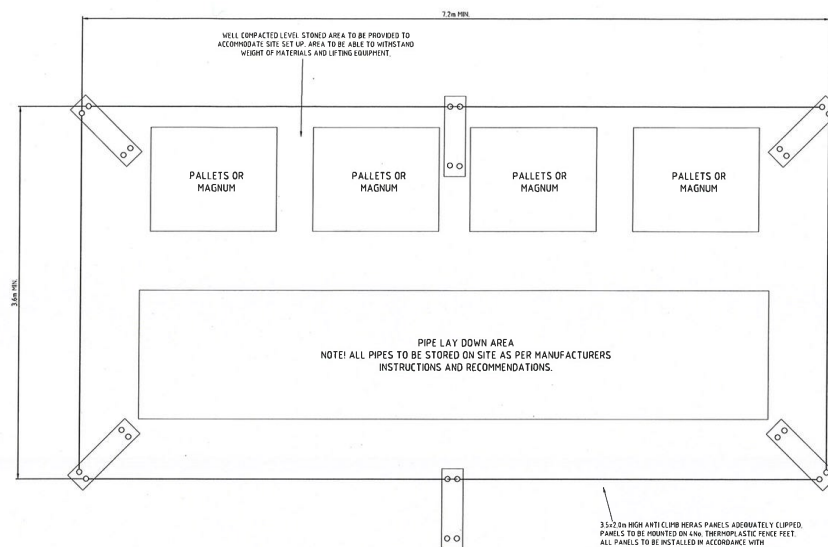 7.2m MIN.
WELL COMPACTED LEVEL STONED AREA TO BE PROVIDED TO
ACCOMMODATE SITE SET UP. AREA TO BE ABLE TO WITHSTAND
WEIGHT OF MATERIALS AND LIFTING EQUIPMENT.
PALLETS OR
MAGNUM
PALLETS OR
MAGNUM
PALLETS OR
MAGNUM
PALLETS OR
MAGNUM
3.6m MIN.
PIPE LAY DOWN AREA
NOTE! ALL PIPES TO BE STORED ON SITE AS PER MANUFACTURERS
INSTRUCTIONS AND RECOMMENDATIONS.
3.5x2.0m HIGH ANTI CLIMB HERAS PANELS ADEQUATELY CLIPPED.
PANELS TO BE MOUNTED ON 4No. THERMOPLASTIC FENCE FEET.
ALL PANELS TO BE INSTALLED IN ACCORDANCE WITH